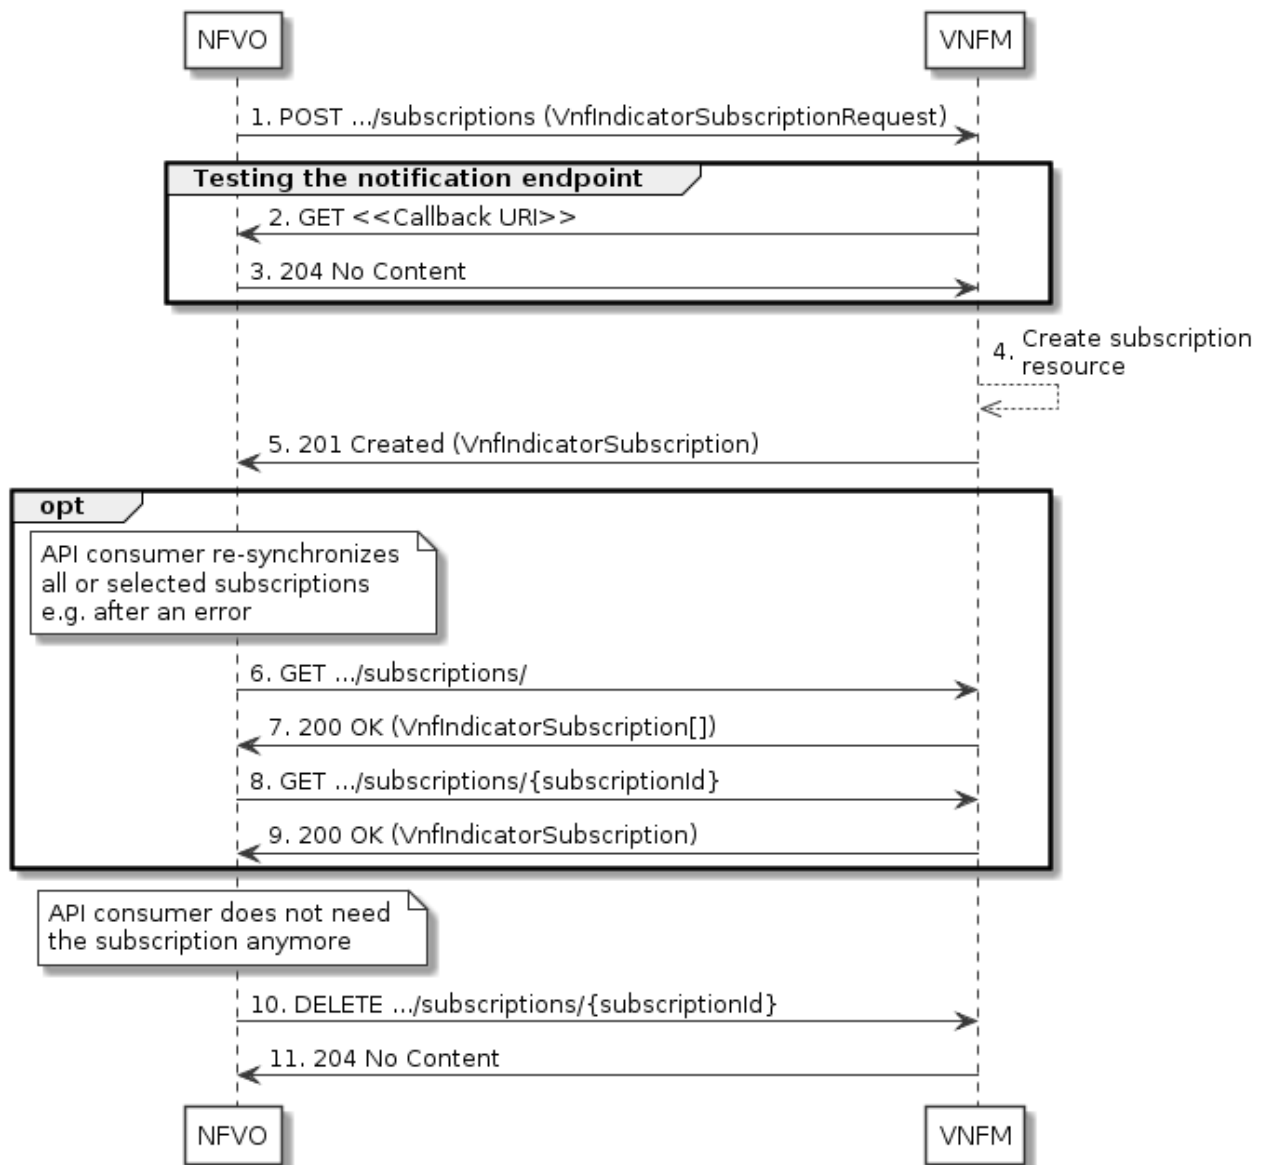 NFVO
VNFM
1. POST .../subscriptions (VnfIndicatorSubscriptionRequest)
Testing the notification endpoint
2. GET <<Callback URI>>
3. 204 No Content
4. Create subscription
resource
5. 201 Created (VnfIndicatorSubscription)
opt
API consumer re-synchronizes
all or selected subscriptions
e.g. after an error
6. GET .../subscriptions/
7. 200 OK (VnfIndicatorSubscription[])
8. GET .../subscriptions/{subscriptionId}
9. 200 OK (VnfIndicatorSubscription)
API consumer does not need
the subscription anymore
10. DELETE .../subscriptions/{subscriptionId}
11. 204 No Content
NFVO
VNFM